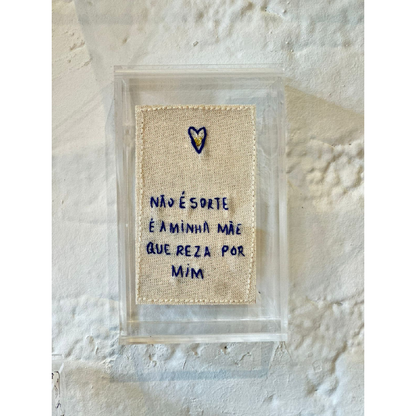 NÃO É SORTE
É A MINHA MÃE
QUE REZA POR
MIM